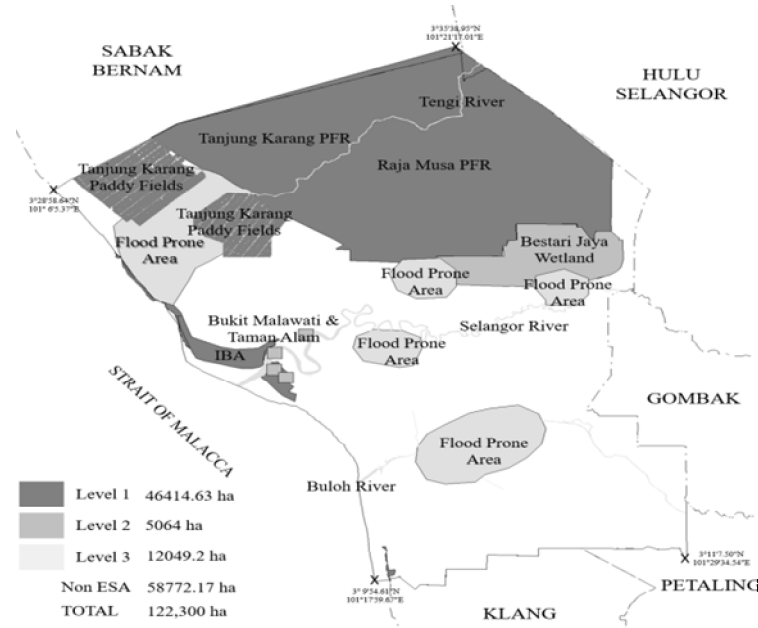 3°35'38.95"N
101°21'17.01"E
SABAK
BERNAM
HULU
SELANGOR
Tengi River
Tanjung Karang PFR
Raja Musa PFR
Tanjung Karang
Paddy Fields
3°28'58.64"N
101° 6'5.37"E
Tanjung Karang
Paddy Fields
Flood Prone
Area
Bestari Jaya
Wetland
Flood Prone
Area
Flood Prone
Area
Bukit Malawati &
Taman Alam
Selangor River
IBA
Flood Prone
Area
STRAIT OF MALACCA
GOMBAK
Flood Prone
Area
Buloh River
Level 1 46414.63 ha
Level 2 5064 ha
Level 3 12049.2 ha
Non ESA 58772.17 ha
TOTAL 122,300 ha
3°11'7.50"N
101°29'34.54"E
3° 9'54.61"N
101°17'59.67"E
PETALING
KLANG